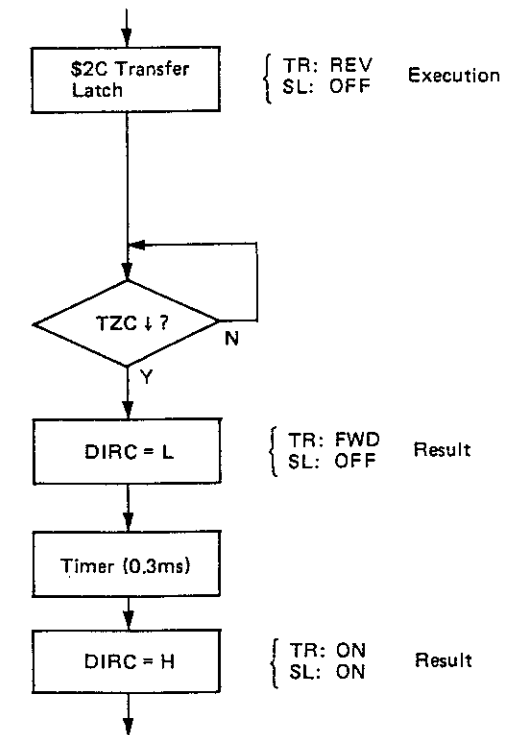 $2C Transfer
Latch
TR: REV
SL: OFF
Execution
TZC ↓ ?
N
Y
DIRC = L
TR: FWD
SL: OFF
Result
Timer (0.3ms)
DIRC = H
TR: ON
SL: ON
Result